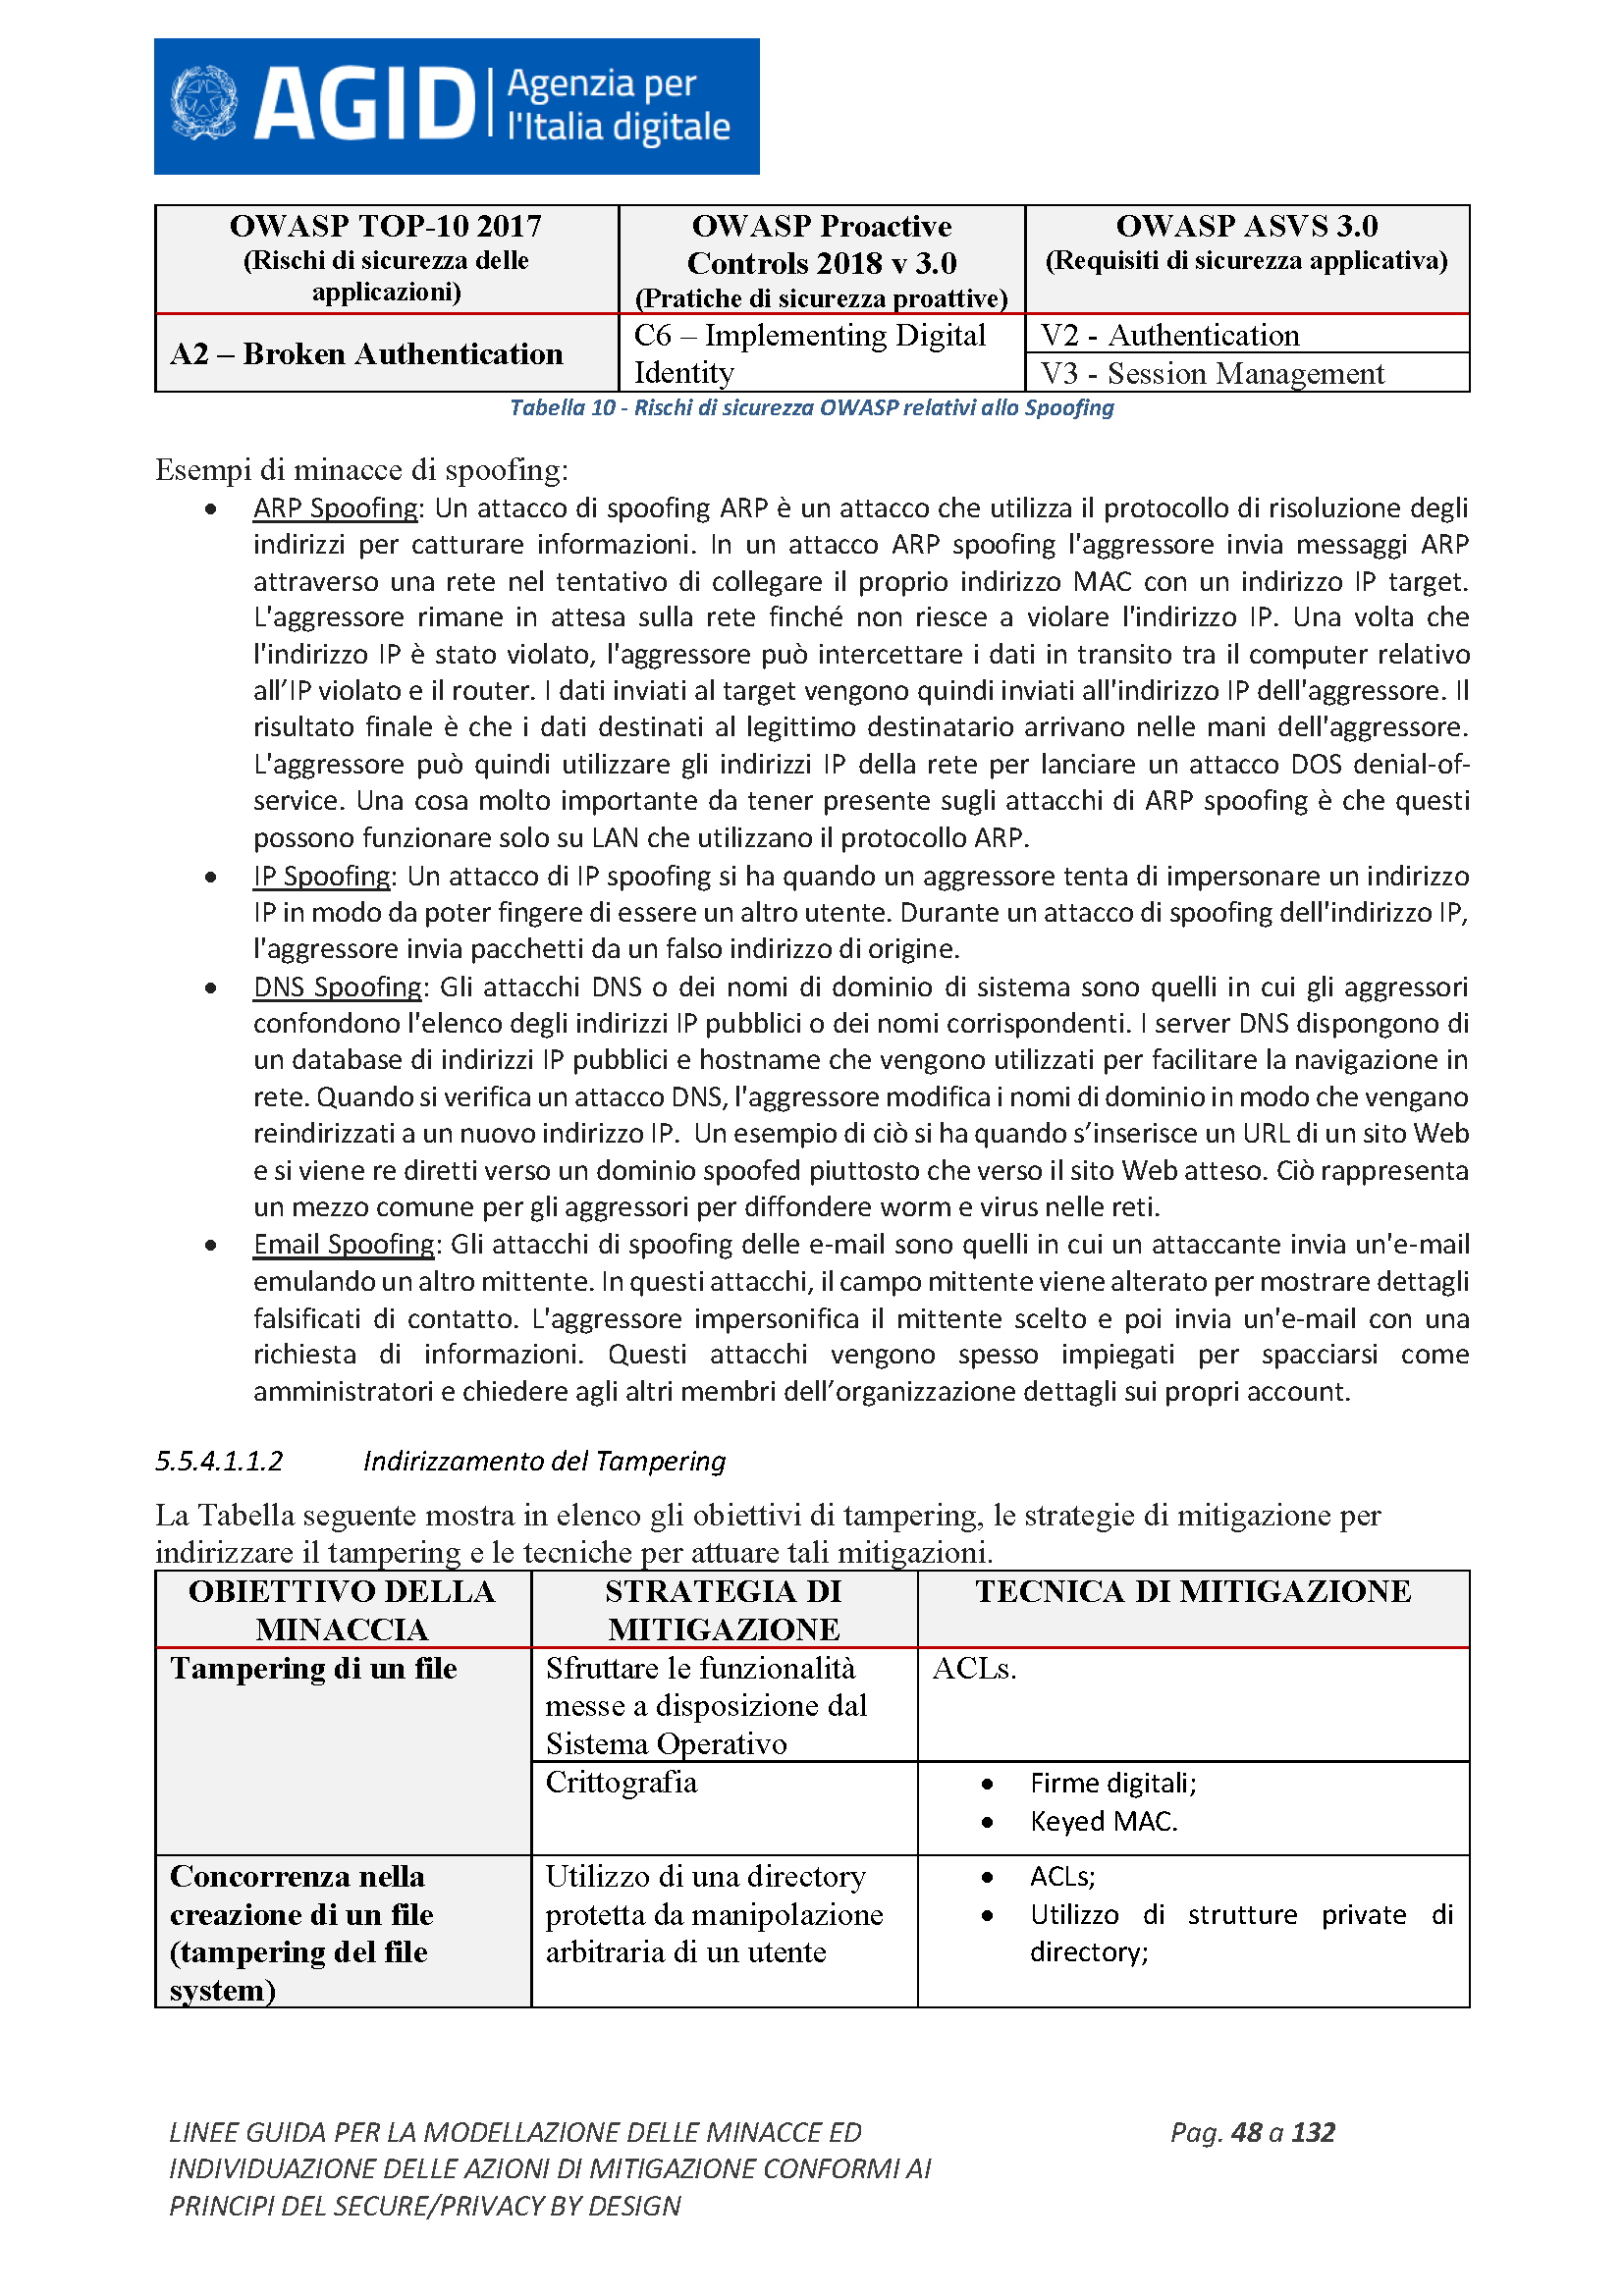 AGID
Agenzia per
l'Italia digitale
OWASP TOP-10 2017
(Rischi di sicurezza delle
applicazioni)
OWASP Proactive
Controls 2018 v 3.0
(Pratiche di sicurezza proattive)
OWASP ASVS 3.0
(Requisiti di sicurezza applicativa)
A2 – Broken Authentication
C6 – Implementing Digital
Identity
V2 - Authentication
V3 - Session Management
Tabella 10 - Rischi di sicurezza OWASP relativi allo Spoofing
Esempi di minacce di spoofing:
• ARP Spoofing: Un attacco di spoofing ARP è un attacco che utilizza il protocollo di risoluzione degli
indirizzi per catturare informazioni. In un attacco ARP spoofing l'aggressore invia messaggi ARP
attraverso una rete nel tentativo di collegare il proprio indirizzo MAC con un indirizzo IP target.
L'aggressore rimane in attesa sulla rete finché non riesce a violare l'indirizzo IP. Una volta che
l'indirizzo IP è stato violato, l'aggressore può intercettare i dati in transito tra il computer relativo
all’IP violato e il router. I dati inviati al target vengono quindi inviati all'indirizzo IP dell'aggressore. Il
risultato finale è che i dati destinati al legittimo destinatario arrivano nelle mani dell'aggressore.
L'aggressore può quindi utilizzare gli indirizzi IP della rete per lanciare un attacco DOS denial-of-
service. Una cosa molto importante da tener presente sugli attacchi di ARP spoofing è che questi
possono funzionare solo su LAN che utilizzano il protocollo ARP.
• IP Spoofing: Un attacco di IP spoofing si ha quando un aggressore tenta di impersonare un indirizzo
IP in modo da poter fingere di essere un altro utente. Durante un attacco di spoofing dell'indirizzo IP,
l'aggressore invia pacchetti da un falso indirizzo di origine.
• DNS Spoofing: Gli attacchi DNS o dei nomi di dominio di sistema sono quelli in cui gli aggressori
confondono l'elenco degli indirizzi IP pubblici o dei nomi corrispondenti. I server DNS dispongono di
un database di indirizzi IP pubblici e hostname che vengono utilizzati per facilitare la navigazione in
rete. Quando si verifica un attacco DNS, l'aggressore modifica i nomi di dominio in modo che vengano
reindirizzati a un nuovo indirizzo IP.  Un esempio di ciò si ha quando s’inserisce un URL di un sito Web
e si viene re diretti verso un dominio spoofed piuttosto che verso il sito Web atteso. Ciò rappresenta
un mezzo comune per gli aggressori per diffondere worm e virus nelle reti.
• Email Spoofing: Gli attacchi di spoofing delle e-mail sono quelli in cui un attaccante invia un'e-mail
emulando un altro mittente. In questi attacchi, il campo mittente viene alterato per mostrare dettagli
falsificati di contatto. L'aggressore impersonifica il mittente scelto e poi invia un'e-mail con una
richiesta di informazioni. Questi attacchi vengono spesso impiegati per spacciarsi come
amministratori e chiedere agli altri membri dell’organizzazione dettagli sui propri account.
5.5.4.1.1.2 Indirizzamento del Tampering
La Tabella seguente mostra in elenco gli obiettivi di tampering, le strategie di mitigazione per
indirizzare il tampering e le tecniche per attuare tali mitigazioni.
OBIETTIVO DELLA
MINACCIA
STRATEGIA DI
MITIGAZIONE
TECNICA DI MITIGAZIONE
Tampering di un file
Sfruttare le funzionalità
messe a disposizione dal
Sistema Operativo
ACLs.
Crittografia
• Firme digitali;
• Keyed MAC.
Concorrenza nella
creazione di un file
(tampering del file
system)
Utilizzo di una directory
protetta da manipolazione
arbitraria di un utente
• ACLs;
• Utilizzo di strutture private di
directory;
LINEE GUIDA PER LA MODELLAZIONE DELLE MINACCE ED
INDIVIDUAZIONE DELLE AZIONI DI MITIGAZIONE CONFORMI AI
PRINCIPI DEL SECURE/PRIVACY BY DESIGN
Pag. 48 a 132